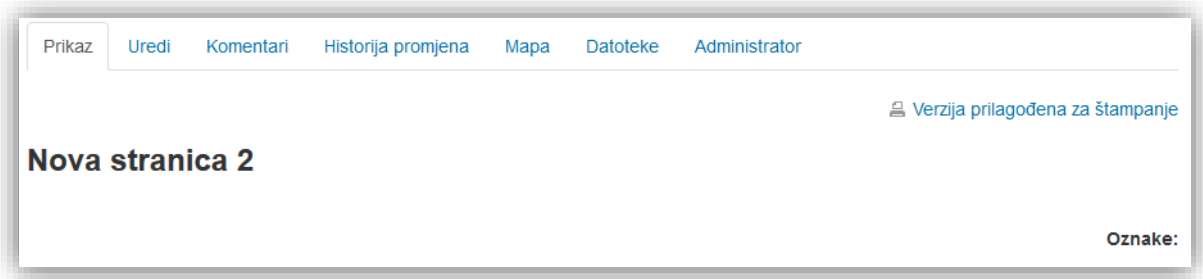 Prikaz Uredi Komentari Historija promjena Mapa Datoteke Administrator
Verzija prilagođena za štampanje
Nova stranica 2
Oznake: